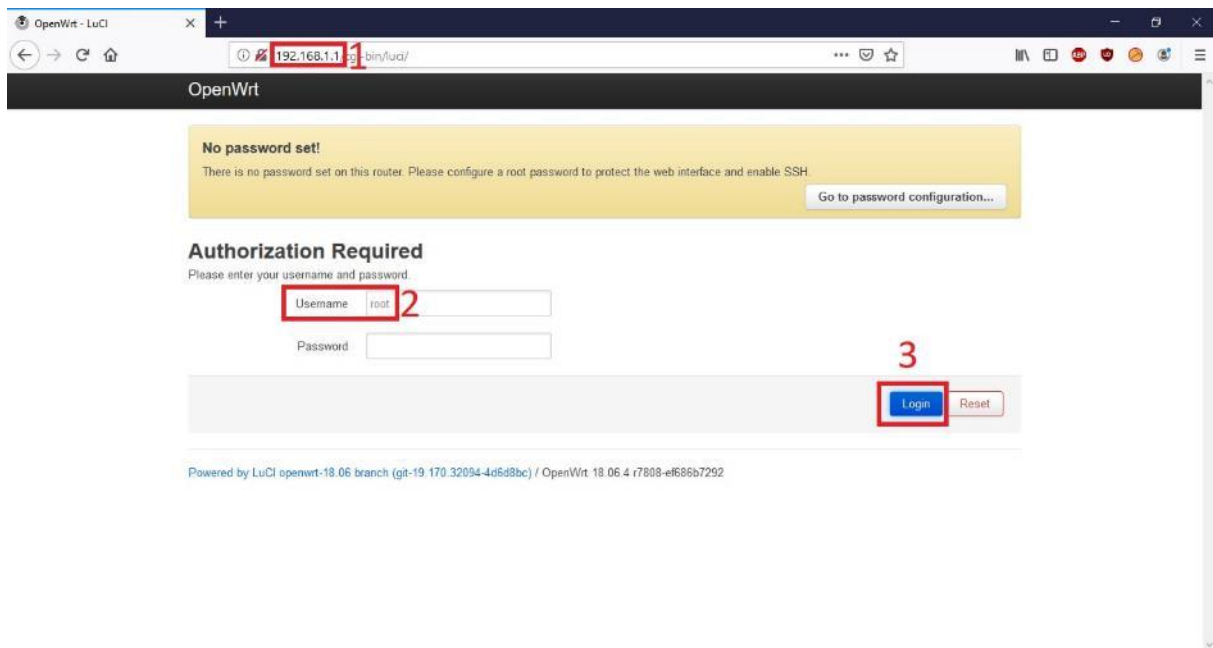 OpenWrt - LuCI
192.168.1.1/cgi-bin/luci/
1
OpenWrt
No password set!
There is no password set on this router. Please configure a root password to protect the web interface and enable SSH.
Go to password configuration...
Authorization Required
Please enter your username and password.
Username root 2
Password
3
Login Reset
Powered by LuCI openwrt-18.06 branch (git-19.170.32094-4d6d8bc) / OpenWrt 18.06.4 r7808-ef686b7292